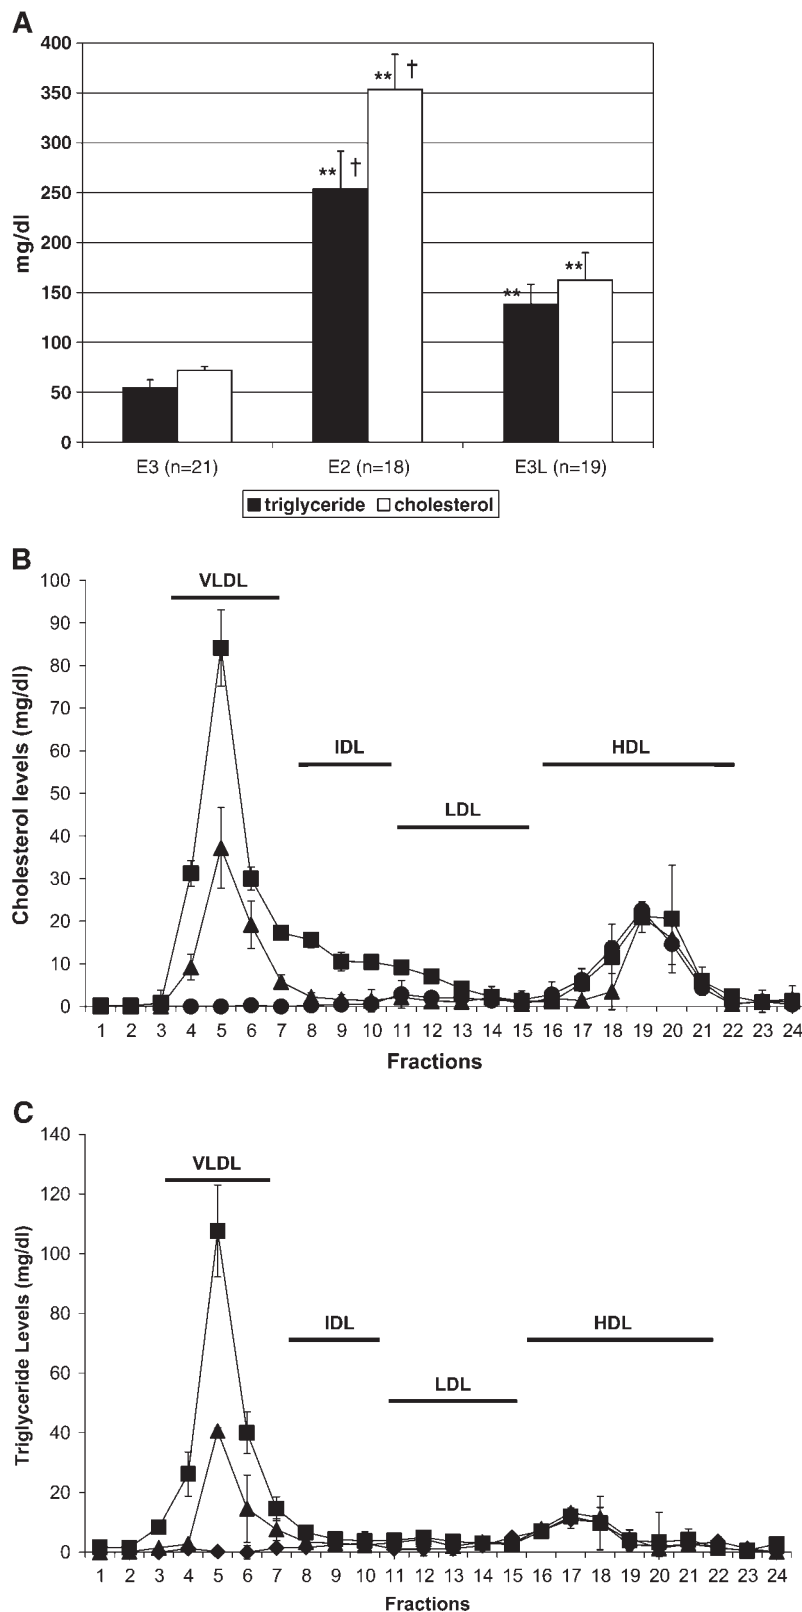 A
400
350
300
250
200
150
100
50
0
mg/dl
** †
** †
**
**
E3 (n=21) E2 (n=18) E3L (n=19)
triglyceride cholesterol
B
100
90
80
70
60
50
40
30
20
10
0
Cholesterol levels (mg/dl)
VLDL
IDL
HDL
LDL
1 2 3 4 5 6 7 8 9 10 11 12 13 14 15 16 17 18 19 20 21 22 23 24
Fractions
C
140
120
100
80
60
40
20
0
Triglyceride Levels (mg/dl)
VLDL
IDL
HDL
LDL
1 2 3 4 5 6 7 8 9 10 11 12 13 14 15 16 17 18 19 20 21 22 23 24
Fractions